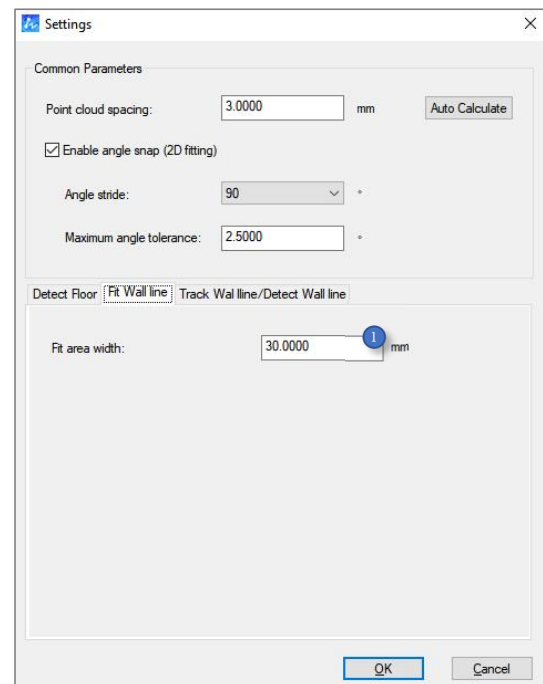 Settings
Common Parameters
Point cloud spacing: 3.0000 mm Auto Calculate
Enable angle snap (2D fitting)
Angle stride: 90 °
Maximum angle tolerance: 2.5000 °
Detect Floor Fit Wall line Track Wal lline/Detect Wall line
Fit area width: 30.0000 1 mm
OK Cancel